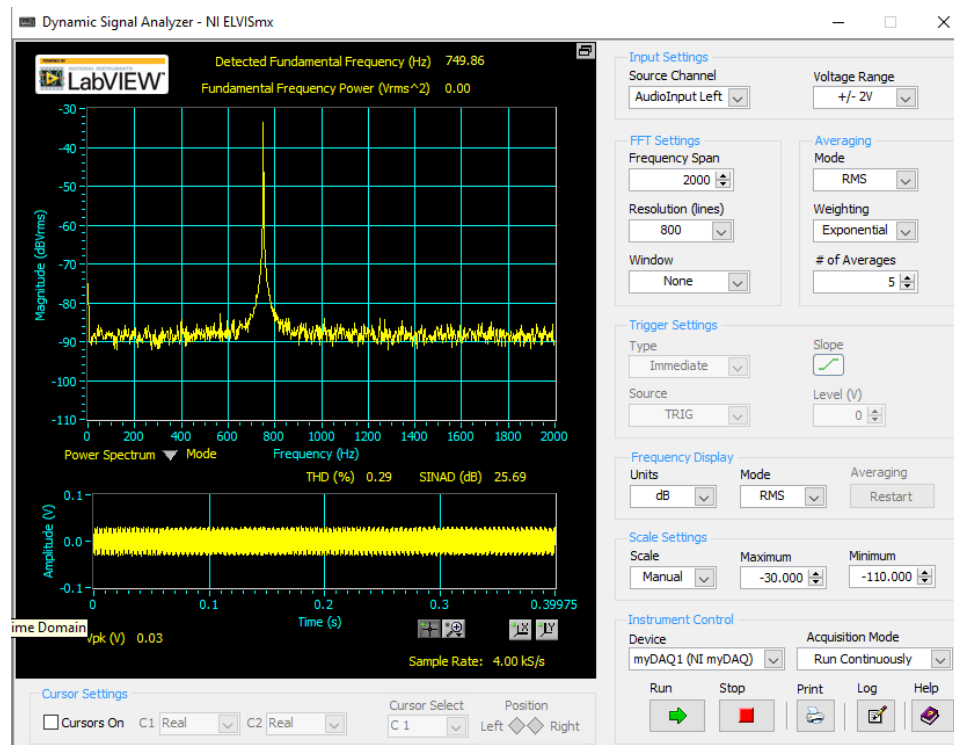 Dynamic Signal Analyzer - NI ELVISmx
POWERED BY
NATIONAL INSTRUMENTS
LabVIEW
Detected Fundamental Frequency (Hz) 749.86
Fundamental Frequency Power (Vrms^2) 0.00
Magnitude (dBVrms)
-30
-40
-50
-60
-70
-80
-90
-100
-110
0 200 400 600 800 1000 1200 1400 1600 1800 2000
Power Spectrum Mode Frequency (Hz)
THD (%) 0.29 SINAD (dB) 25.69
Amplitude (V)
0.1
0.0
-0.1
0 0.1 0.2 0.3 0.39975
Time (s)
ime Domain
Vpk (V) 0.03
X Y
Sample Rate: 4.00 kS/s
Cursor Settings
Cursors On C1 Real C2 Real
Cursor Select
C 1
Position
Left Right
Input Settings
Source Channel Voltage Range
AudioInput Left +/- 2V
FFT Settings
Frequency Span
2000
Resolution (lines)
800
Window
None
Averaging
Mode
RMS
Weighting
Exponential
# of Averages
5
Trigger Settings
Type Slope
Immediate
Source Level (V)
TRIG 0
Frequency Display
Units Mode Averaging
dB RMS Restart
Scale Settings
Scale Maximum Minimum
Manual -30.000 -110.000
Instrument Control
Device Acquisition Mode
myDAQ1 (NI myDAQ) Run Continuously
Run Stop Print Log Help